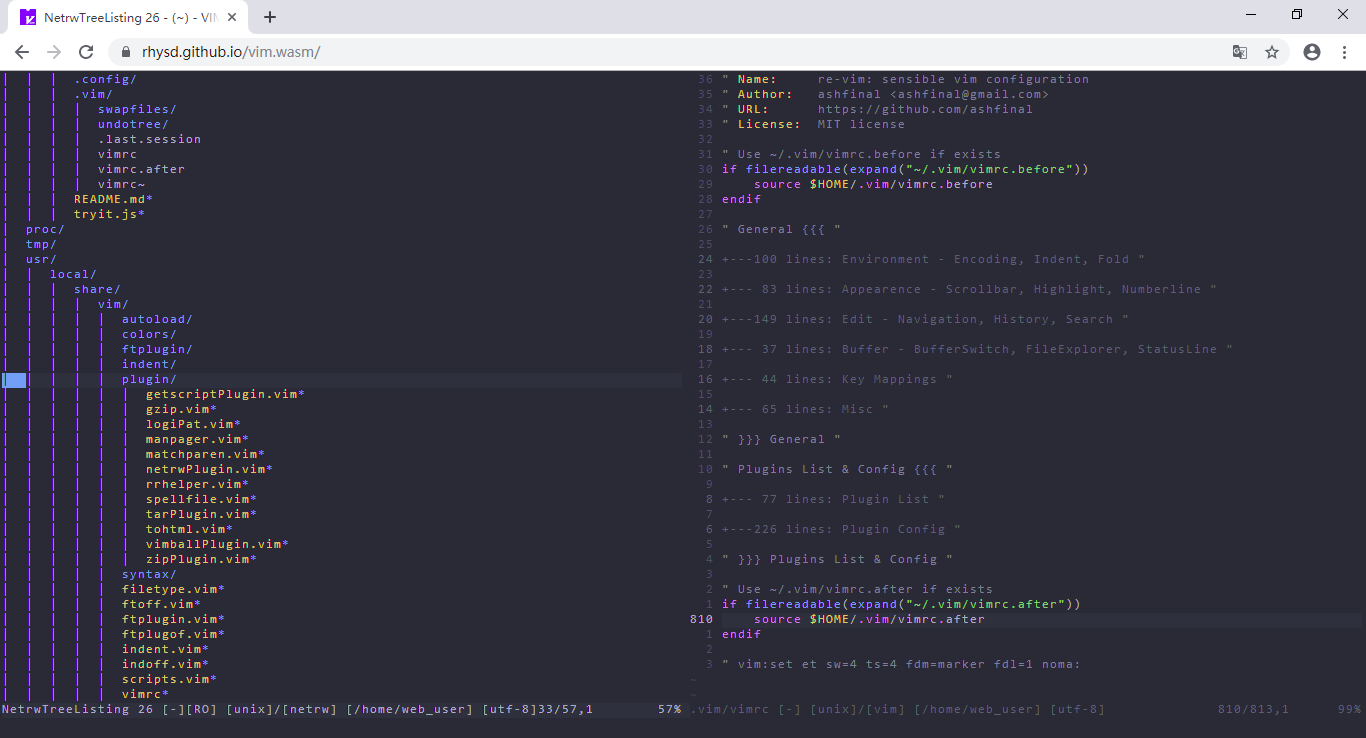 NetrwTreeListing 26 - (~) - VIM
rhysd.github.io/vim.wasm/
.config/
.vim/
swapfiles/
undotree/
.last.session
vimrc
vimrc.after
vimrc~
README.md*
tryit.js*
proc/
tmp/
usr/
local/
share/
vim/
autoload/
colors/
ftplugin/
indent/
plugin/
getscriptPlugin.vim*
gzip.vim*
logiPat.vim*
manpager.vim*
matchparen.vim*
netrwPlugin.vim*
rrhelper.vim*
spellfile.vim*
tarPlugin.vim*
tohtml.vim*
vimballPlugin.vim*
zipPlugin.vim*
syntax/
filetype.vim*
ftoff.vim*
ftplugin.vim*
ftplugof.vim*
indent.vim*
indoff.vim*
scripts.vim*
vimrc*
NetrwTreeListing 26 [-][RO] [unix]/[netrw] [/home/web_user] [utf-8]33/57,1 57%
36 " Name: re-vim: sensible vim configuration
35 " Author: ashfinal <ashfinal@gmail.com>
34 " URL: https://github.com/ashfinal
33 " License: MIT license
32
31 " Use ~/.vim/vimrc.before if exists
30 if filereadable(expand("~/.vim/vimrc.before"))
29 source $HOME/.vim/vimrc.before
28 endif
27
26 " General {{{ "
25
24 +---100 lines: Environment - Encoding, Indent, Fold "
23
22 +--- 83 lines: Appearence - Scrollbar, Highlight, Numberline "
21
20 +---149 lines: Edit - Navigation, History, Search "
19
18 +--- 37 lines: Buffer - BufferSwitch, FileExplorer, StatusLine "
17
16 +--- 44 lines: Key Mappings "
15
14 +--- 65 lines: Misc "
13
12 " }}} General "
11
10 " Plugins List & Config {{{ "
9
8 +--- 77 lines: Plugin List "
7
6 +---226 lines: Plugin Config "
5
4 " }}} Plugins List & Config "
3
2 " Use ~/.vim/vimrc.after if exists
1 if filereadable(expand("~/.vim/vimrc.after"))
810 source $HOME/.vim/vimrc.after
1 endif
2
3 " vim:set et sw=4 ts=4 fdm=marker fdl=1 noma:
~
~
.vim/vimrc [-] [unix]/[vim] [/home/web_user] [utf-8] 810/813,1 99%